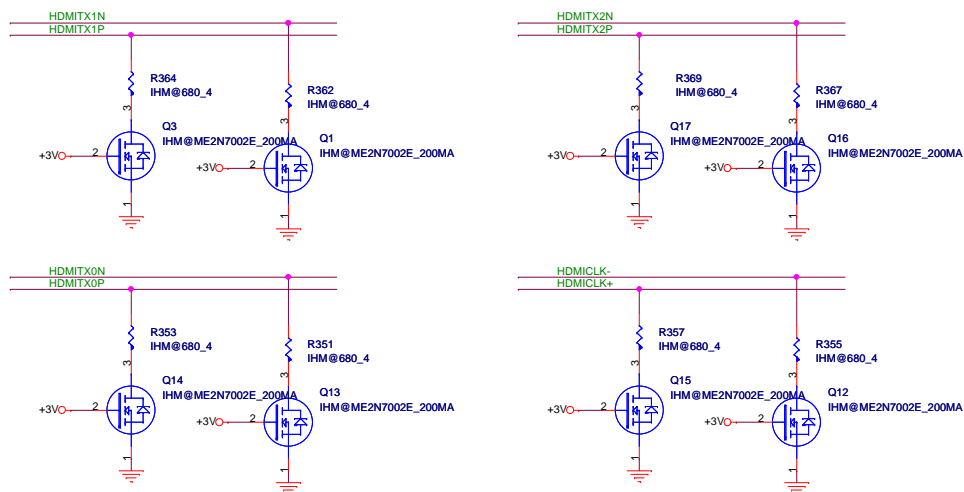 HDMITX1N
HDMITX1P
R364
IHM@680_4
R362
IHM@680_4
3
3
Q3
IHM@ME2N7002E_200MA
Q1
IHM@ME2N7002E_200MA
+3V
2
+3V
2
1
1
HDMITX2N
HDMITX2P
R369
IHM@680_4
R367
IHM@680_4
3
3
Q17
IHM@ME2N7002E_200MA
Q16
IHM@ME2N7002E_200MA
+3V
2
+3V
2
1
1
HDMITX0N
HDMITX0P
R353
IHM@680_4
R351
IHM@680_4
3
3
Q14
IHM@ME2N7002E_200MA
Q13
IHM@ME2N7002E_200MA
+3V
2
+3V
2
1
1
HDMICLK-
HDMICLK+
R357
IHM@680_4
R355
IHM@680_4
3
3
Q15
IHM@ME2N7002E_200MA
Q12
IHM@ME2N7002E_200MA
+3V
2
+3V
2
1
1